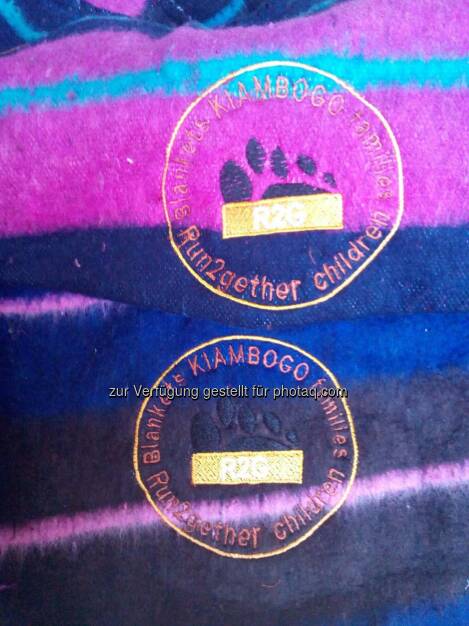 Blankets KIAMBOGO families
R2G
Run2gether children
Blankets KIAMBOGO families
zur Verfügung gestellt für photaq.com
R2G
Run2gether children